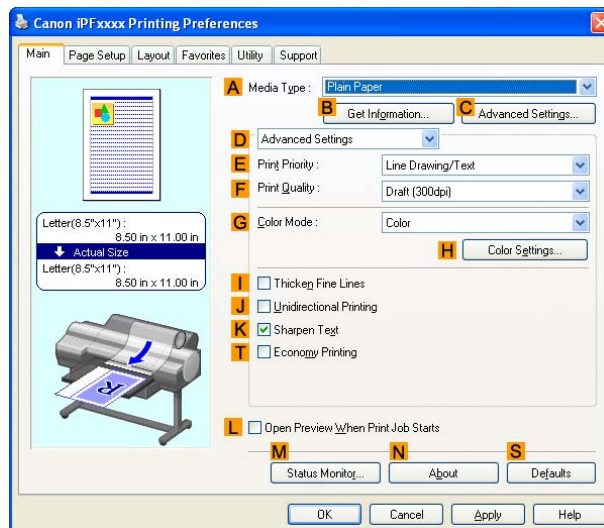 Canon iPFxxxx Printing Preferences
Main Page Setup Layout Favorites Utility Support
A Media Type : Plain Paper
B Get Information... C Advanced Settings...
D Advanced Settings
E Print Priority : Line Drawing/Text
F Print Quality : Draft (300dpi)
G Color Mode : Color
H Color Settings...
Letter(8.5"x11") :
8.50 in x 11.00 in
Actual Size
Letter(8.5"x11") :
8.50 in x 11.00 in
R
I Thicken Fine Lines
J Unidirectional Printing
K Sharpen Text
T Economy Printing
L Open Preview When Print Job Starts
M Status Monitor... N About S Defaults
OK Cancel Apply Help